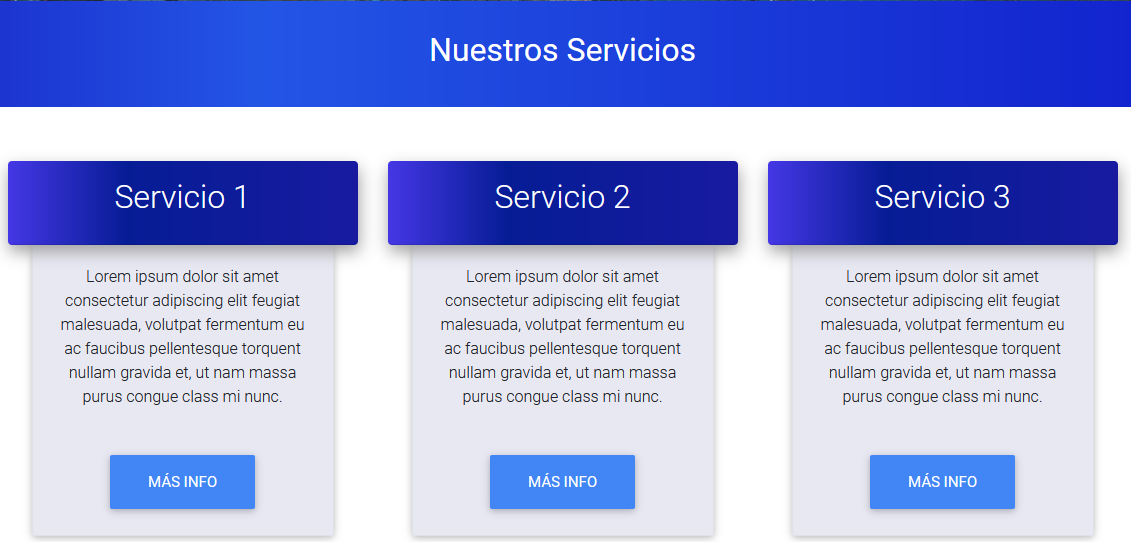 Nuestros Servicios
Servicio 1
Lorem ipsum dolor sit amet
consectetur adipiscing elit feugiat
malesuada, volutpat fermentum eu
ac faucibus pellentesque torquent
nullam gravida et, ut nam massa
purus congue class mi nunc.
MÁS INFO
Servicio 2
Lorem ipsum dolor sit amet
consectetur adipiscing elit feugiat
malesuada, volutpat fermentum eu
ac faucibus pellentesque torquent
nullam gravida et, ut nam massa
purus congue class mi nunc.
MÁS INFO
Servicio 3
Lorem ipsum dolor sit amet
consectetur adipiscing elit feugiat
malesuada, volutpat fermentum eu
ac faucibus pellentesque torquent
nullam gravida et, ut nam massa
purus congue class mi nunc.
MÁS INFO